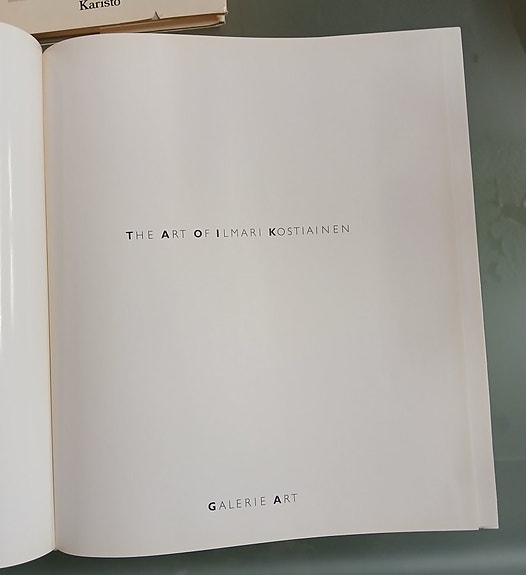 Karisto
THE ART OF ILMARI KOSTIAINEN
GALERIE ART